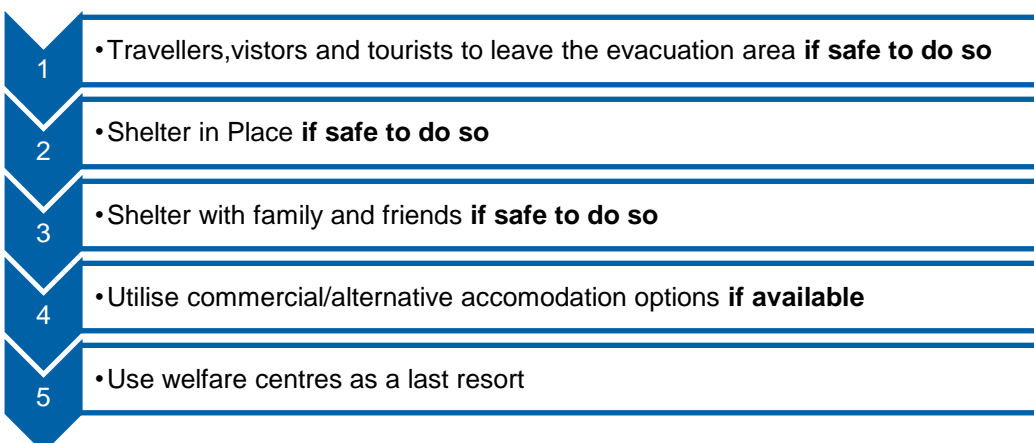 1
•Travellers,vistors and tourists to leave the evacuation area if safe to do so
2
•Shelter in Place if safe to do so
3
•Shelter with family and friends if safe to do so
4
•Utilise commercial/alternative accomodation options if available
5
•Use welfare centres as a last resort